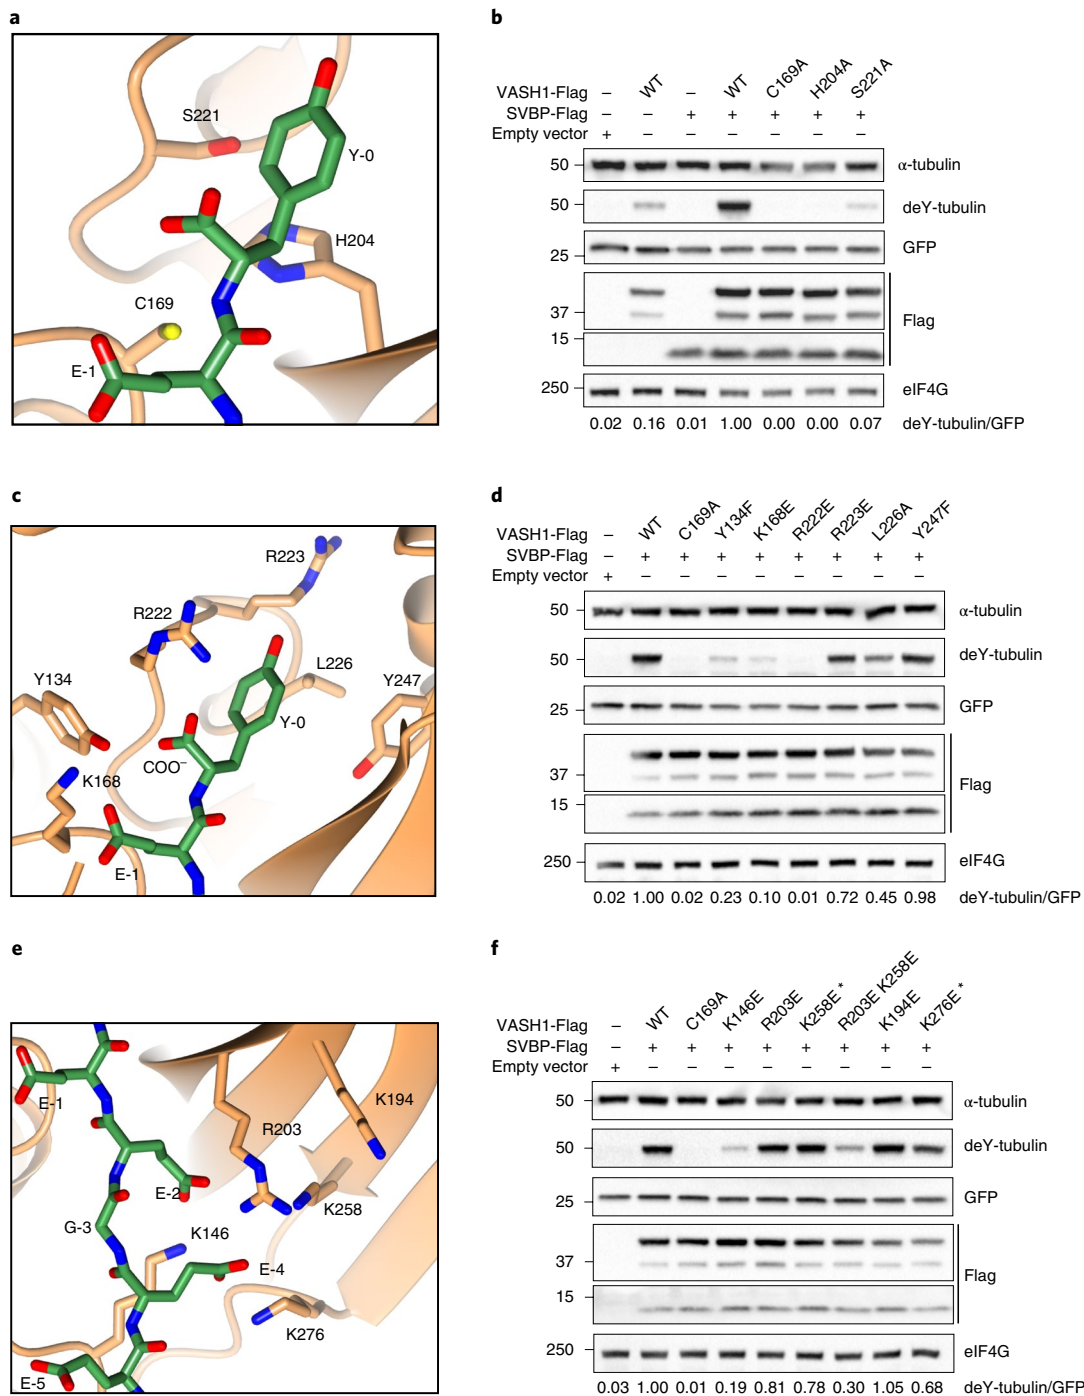 a
S221
Y-0
H204
C169
E-1
b
VASH1-Flag – WT – WT C169A H204A S221A
SVBP-Flag – – + + + + +
Empty vector + – – – – – –
50 α-tubulin
50 deY-tubulin
25 GFP
37 Flag
15
250 eIF4G
0.02 0.16 0.01 1.00 0.00 0.00 0.07 deY-tubulin/GFP
c
R223
R222
L226
Y134
Y247
Y-0
COO–
K168
E-1
d
VASH1-Flag – WT C169A Y134F K168E R222E R223E L226A Y247F
SVBP-Flag – + + + + + + + +
Empty vector + – – – – – – – –
50 α-tubulin
50 deY-tubulin
25 GFP
37 Flag
15
250 eIF4G
0.02 1.00 0.02 0.23 0.10 0.01 0.72 0.45 0.98 deY-tubulin/GFP
e
E-1
K194
R203
E-2
K258
G-3
K146
E-4
K276
E-5
f
VASH1-Flag – WT C169A K146E R203E K258E * R203E K258E K194E K276E *
SVBP-Flag – + + + + + + + +
Empty vector + – – – – – – – –
50 α-tubulin
50 deY-tubulin
25 GFP
37 Flag
15
250 eIF4G
0.03 1.00 0.01 0.19 0.81 0.78 0.30 1.05 0.68 deY-tubulin/GFP